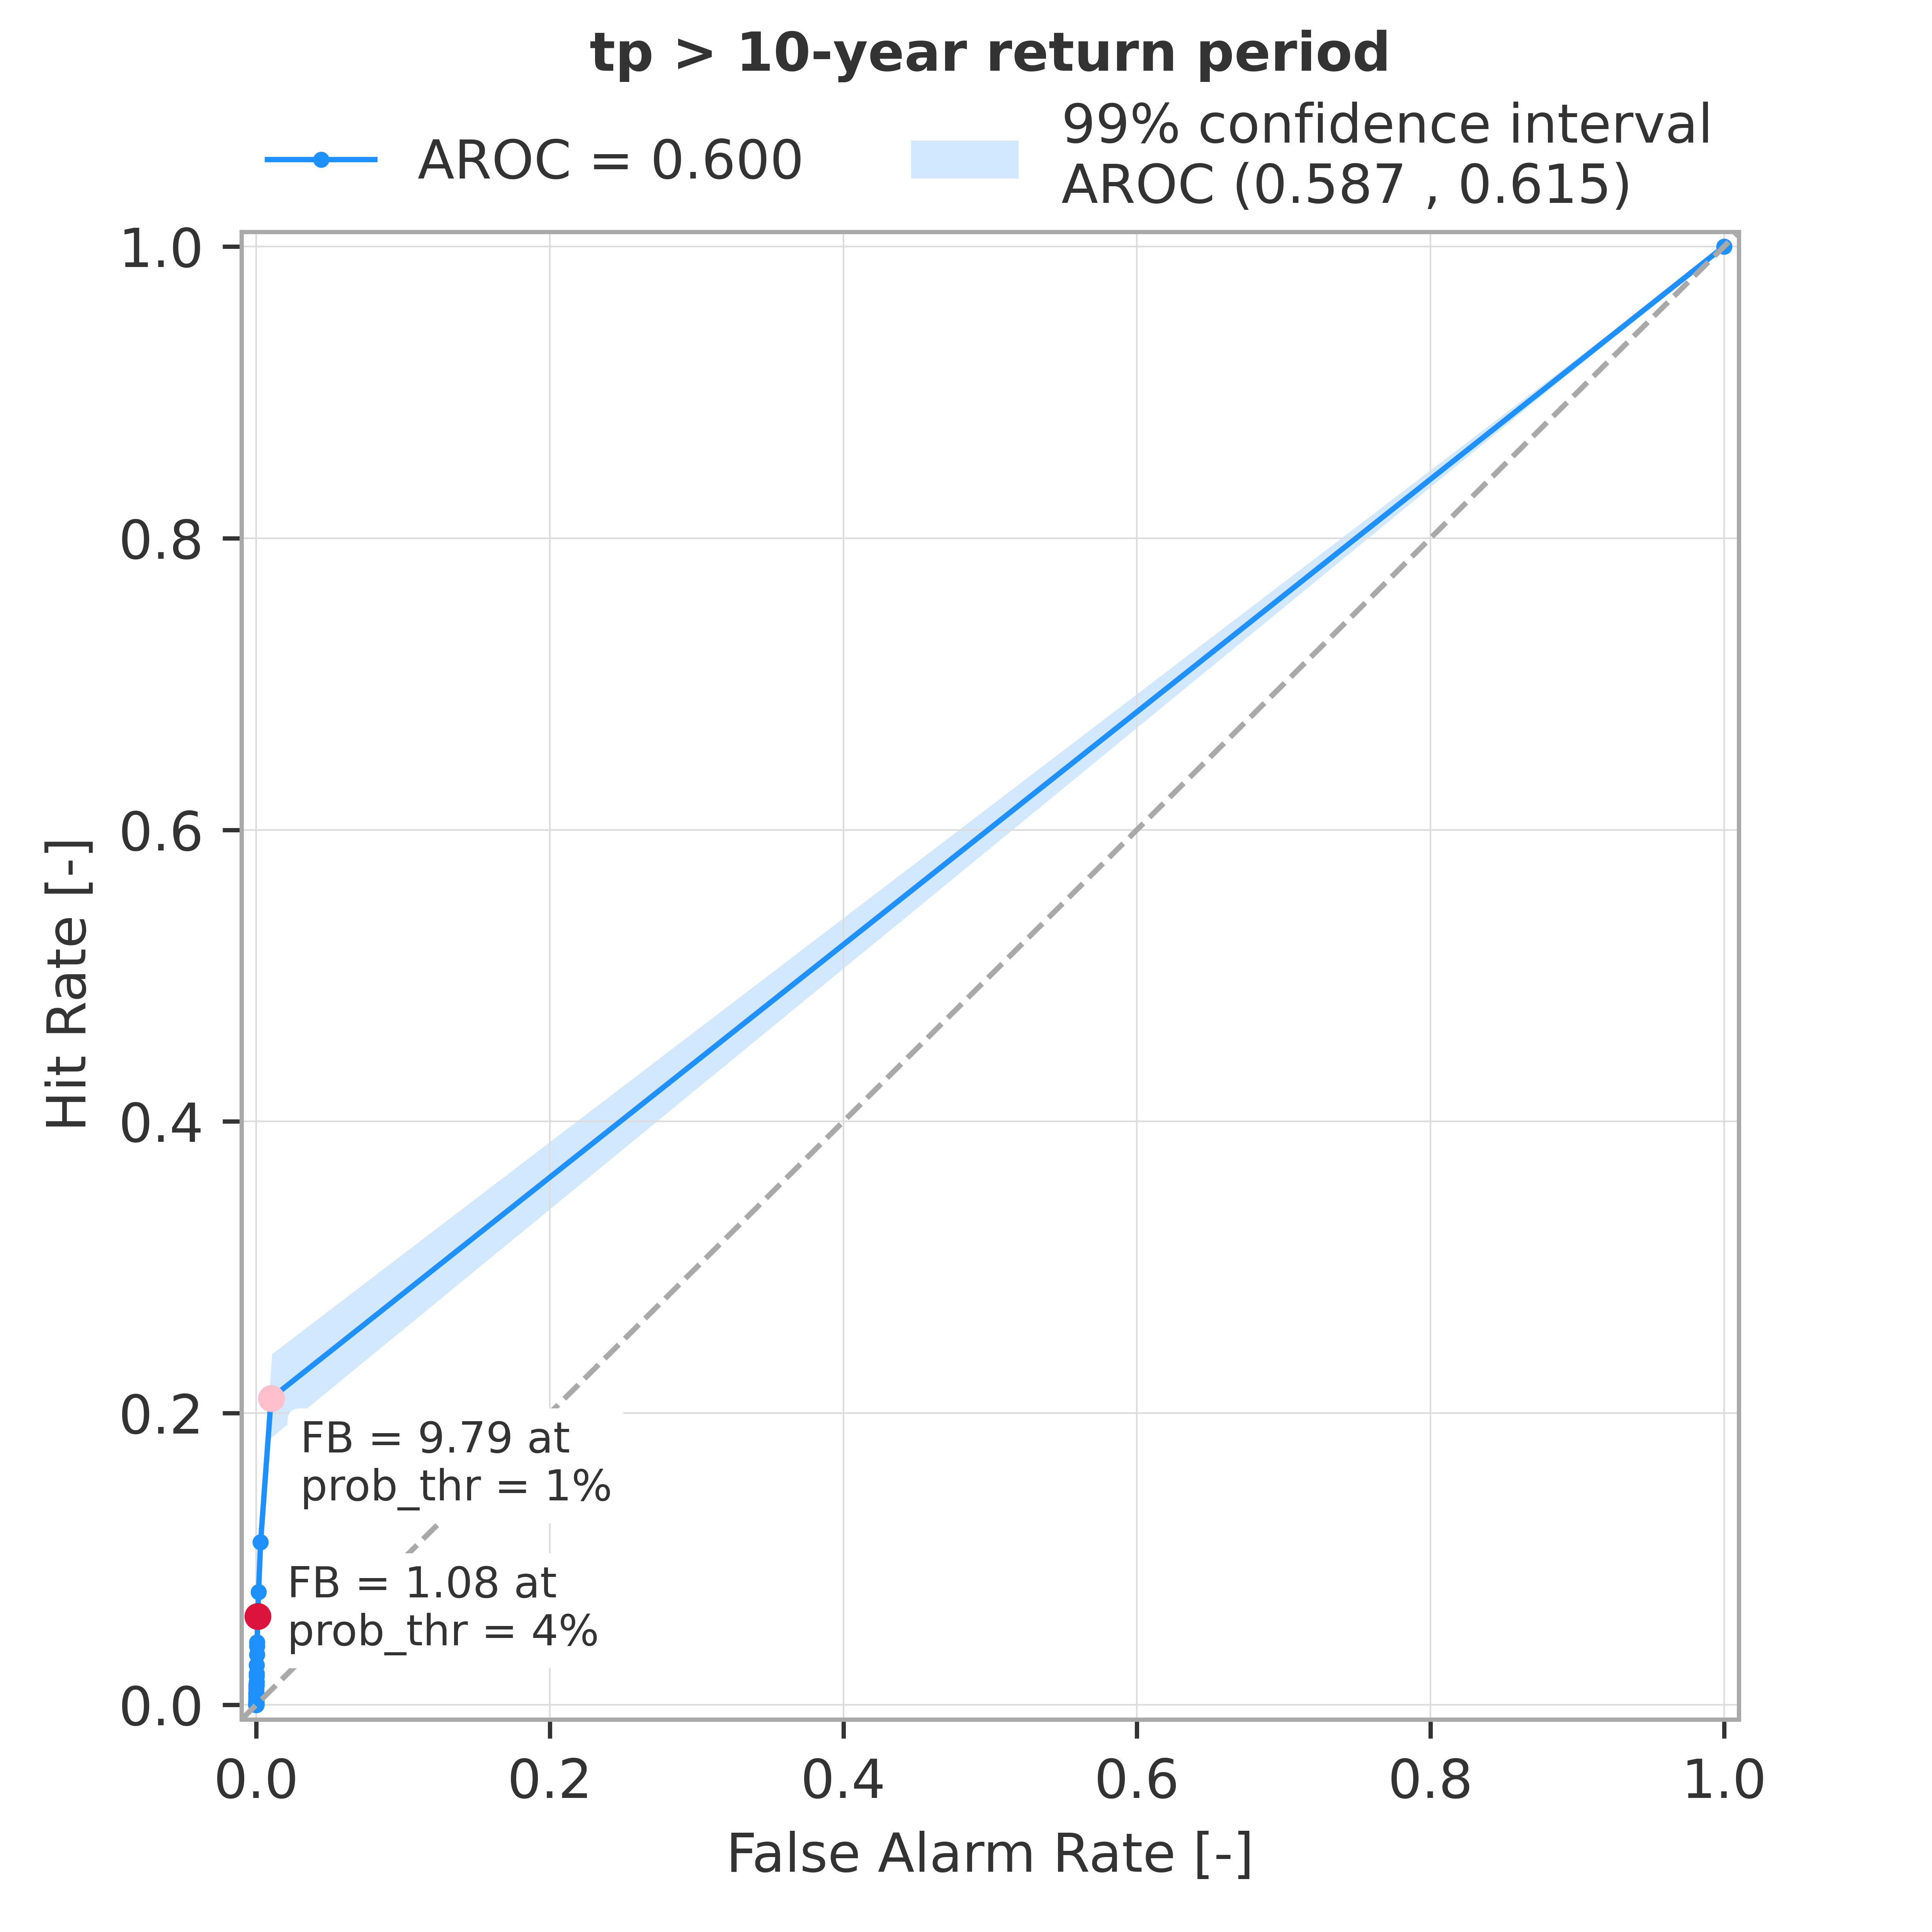 tp > 10-year return period
AROC = 0.600
99% confidence interval
AROC (0.587 , 0.615)
1.0
0.8
0.6
0.4
0.2
0.0
Hit Rate [-]
FB = 9.79 at
prob_thr = 1%
FB = 1.08 at
prob_thr = 4%
0.0 0.2 0.4 0.6 0.8 1.0
False Alarm Rate [-]